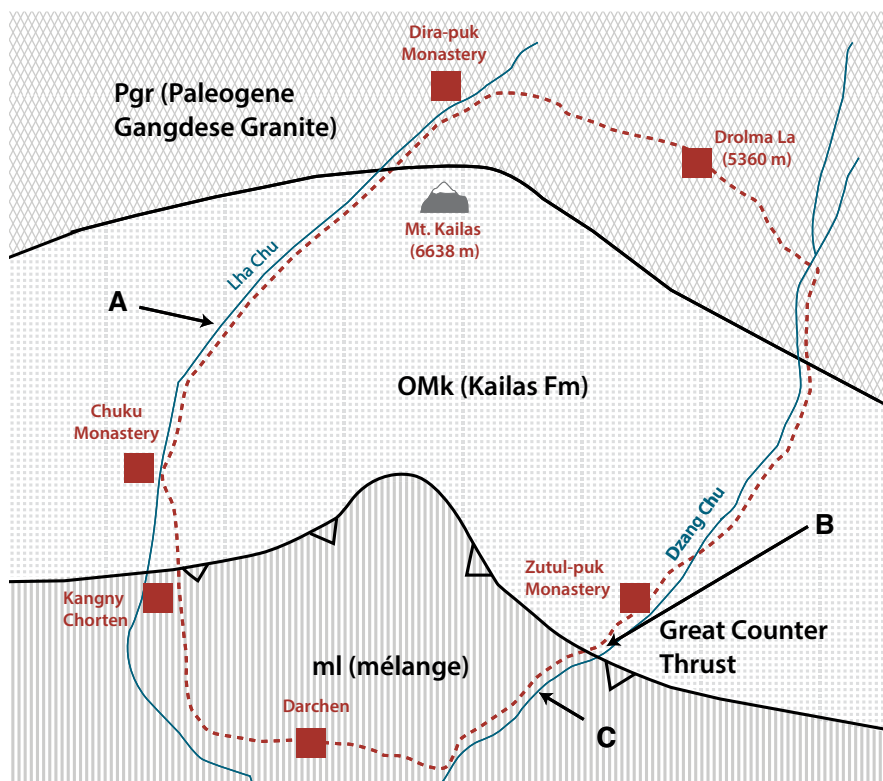 Dira-puk
Monastery
Pgr (Paleogene
Gangdese Granite)
Drolma La
(5360 m)
Mt. Kailas
(6638 m)
Lha Chu
A
OMk (Kailas Fm)
Chuku
Monastery
Dzang Chu
B
Zutul-puk
Monastery
Kangny
Chorten
Great Counter
Thrust
ml (mélange)
Darchen
C